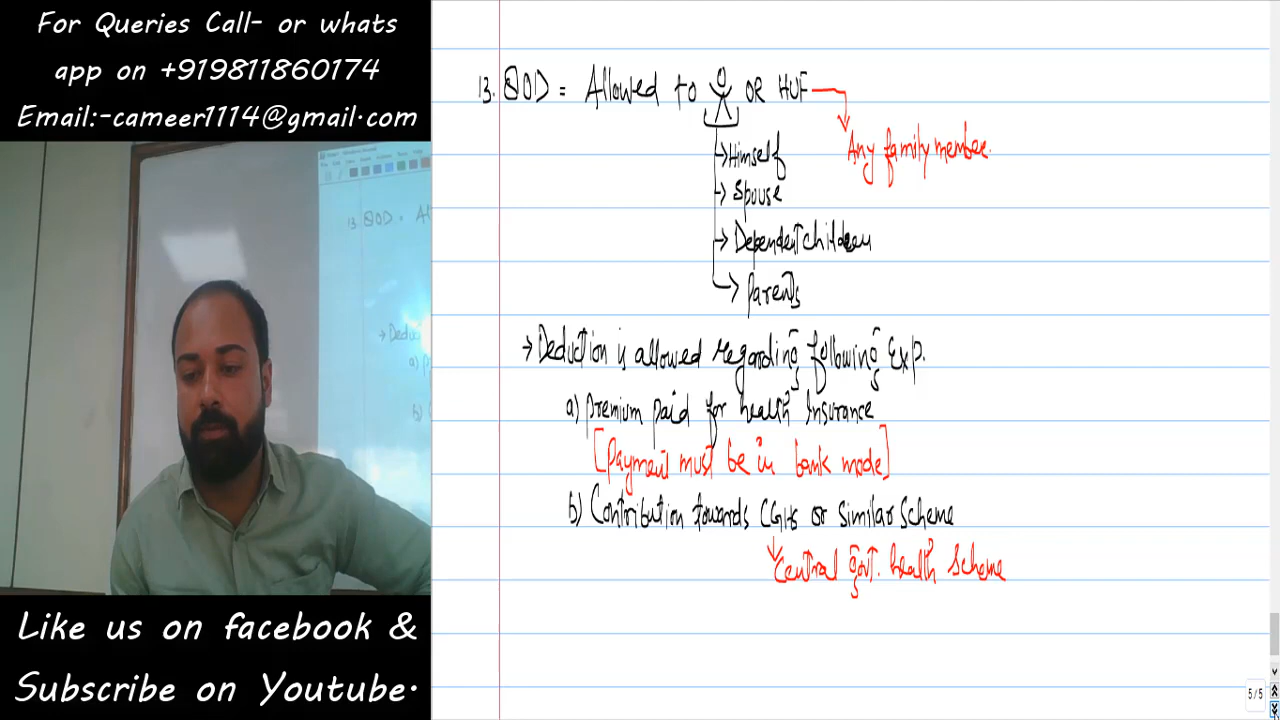 For Queries Call- or whats
app on +919811860174
Email:-cameer1114@gmail.com
13. 80D = Allowed to OR HUF
Any family member.
Himself
Spouse
Dependent children
Parents
→ Deduction is allowed regarding following Exp.
a) Premium paid for health Insurance
[Payment must be in bank mode]
b) Contribution towards CGHS or Similar Scheme
Central govt. health Scheme
Like us on facebook &
Subscribe on Youtube.
5/5